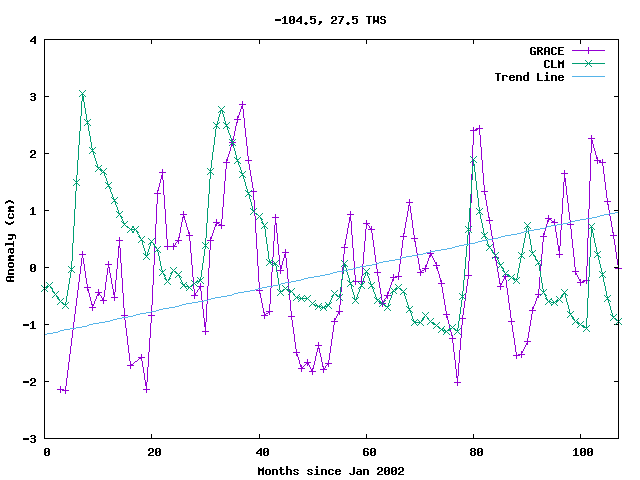 -104.5, 27.5 TWS
GRACE
CLM
Trend Line
4
3
2
1
0
-1
-2
-3
Anomaly (cm)
0 20 40 60 80 100
Months since Jan 2002